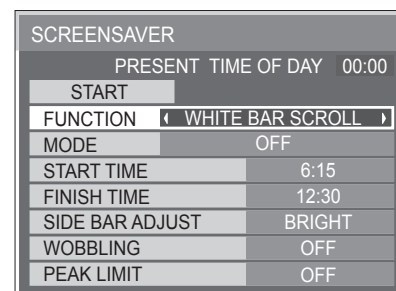 SCREENSAVER
PRESENT TIME OF DAY 00:00
START
FUNCTION WHITE BAR SCROLL
MODE OFF
START TIME 6:15
FINISH TIME 12:30
SIDE BAR ADJUST BRIGHT
WOBBLING OFF
PEAK LIMIT OFF